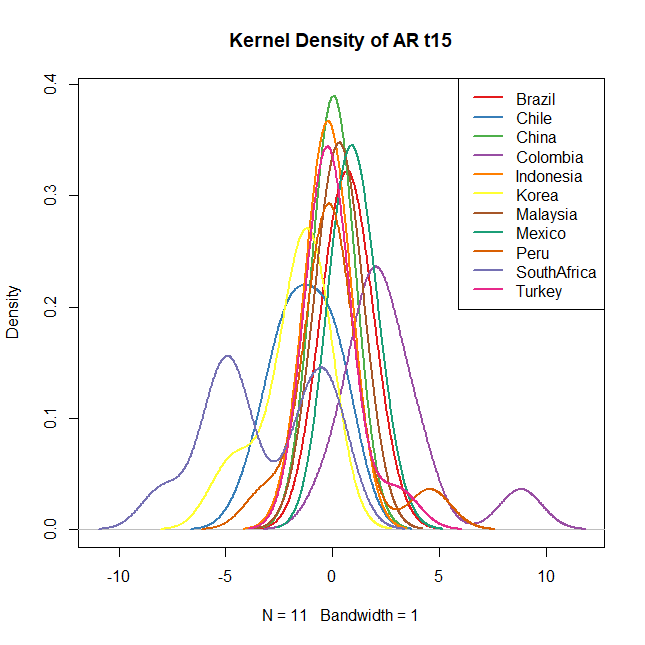 Kernel Density of AR t15
Brazil
Chile
China
Colombia
Indonesia
Korea
Malaysia
Mexico
Peru
SouthAfrica
Turkey
Density
0.4
0.3
0.2
0.1
0.0
-10 -5 0 5 10
N = 11 Bandwidth = 1